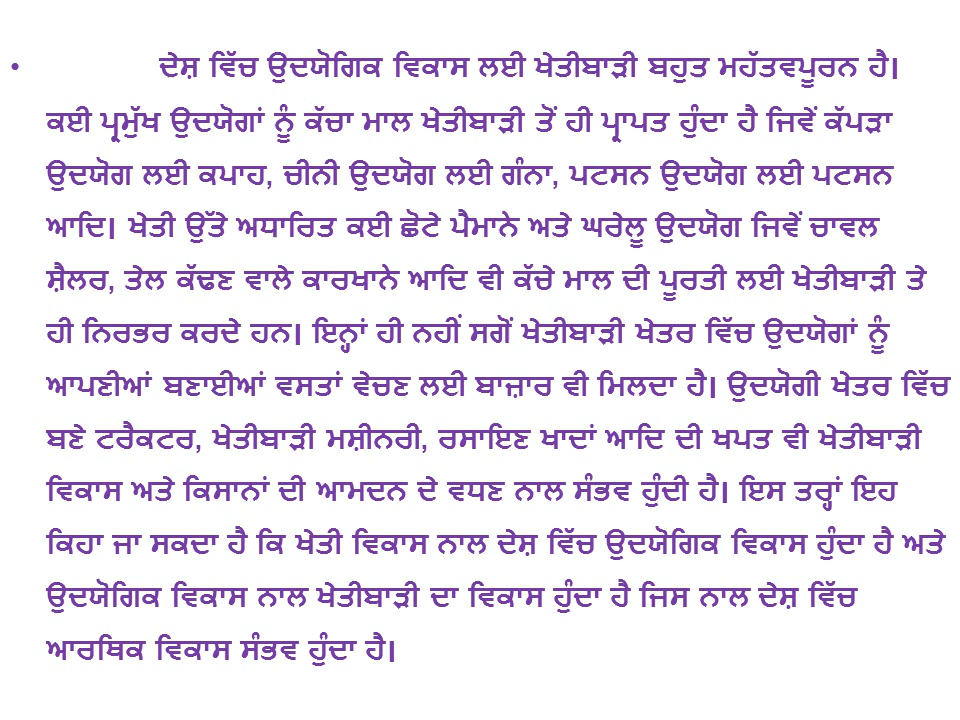 • ਦੇਸ਼ ਵਿੱਚ ਉਦਯੋਗਿਕ ਵਿਕਾਸ ਲਈ ਖੇਤੀਬਾੜੀ ਬਹੁਤ ਮਹੱਤਵਪੂਰਨ ਹੈ।
ਕਈ ਪ੍ਰਮੁੱਖ ਉਦਯੋਗਾਂ ਨੂੰ ਕੱਚਾ ਮਾਲ ਖੇਤੀਬਾੜੀ ਤੋਂ ਹੀ ਪ੍ਰਾਪਤ ਹੁੰਦਾ ਹੈ ਜਿਵੇਂ ਕੱਪੜਾ
ਉਦਯੋਗ ਲਈ ਕਪਾਹ, ਚੀਨੀ ਉਦਯੋਗ ਲਈ ਗੰਨਾ, ਪਟਸਨ ਉਦਯੋਗ ਲਈ ਪਟਸਨ
ਆਦਿ। ਖੇਤੀ ਉੱਤੇ ਅਧਾਰਿਤ ਕਈ ਛੋਟੇ ਪੈਮਾਨੇ ਅਤੇ ਘਰੇਲੂ ਉਦਯੋਗ ਜਿਵੇਂ ਚਾਵਲ
ਸ਼ੈਲਰ, ਤੇਲ ਕੱਢਣ ਵਾਲੇ ਕਾਰਖਾਨੇ ਆਦਿ ਵੀ ਕੱਚੇ ਮਾਲ ਦੀ ਪੂਰਤੀ ਲਈ ਖੇਤੀਬਾੜੀ ਤੇ
ਹੀ ਨਿਰਭਰ ਕਰਦੇ ਹਨ। ਇਨ੍ਹਾਂ ਹੀ ਨਹੀਂ ਸਗੋਂ ਖੇਤੀਬਾੜੀ ਖੇਤਰ ਵਿੱਚ ਉਦਯੋਗਾਂ ਨੂੰ
ਆਪਣੀਆਂ ਬਣਾਈਆਂ ਵਸਤਾਂ ਵੇਚਣ ਲਈ ਬਾਜ਼ਾਰ ਵੀ ਮਿਲਦਾ ਹੈ। ਉਦਯੋਗੀ ਖੇਤਰ ਵਿੱਚ
ਬਣੇ ਟਰੈਕਟਰ, ਖੇਤੀਬਾੜੀ ਮਸ਼ੀਨਰੀ, ਰਸਾਇਣ ਖਾਦਾਂ ਆਦਿ ਦੀ ਖਪਤ ਵੀ ਖੇਤੀਬਾੜੀ
ਵਿਕਾਸ ਅਤੇ ਕਿਸਾਨਾਂ ਦੀ ਆਮਦਨ ਦੇ ਵਧਣ ਨਾਲ ਸੰਭਵ ਹੁੰਦੀ ਹੈ। ਇਸ ਤਰ੍ਹਾਂ ਇਹ
ਕਿਹਾ ਜਾ ਸਕਦਾ ਹੈ ਕਿ ਖੇਤੀ ਵਿਕਾਸ ਨਾਲ ਦੇਸ਼ ਵਿੱਚ ਉਦਯੋਗਿਕ ਵਿਕਾਸ ਹੁੰਦਾ ਹੈ ਅਤੇ
ਉਦਯੋਗਿਕ ਵਿਕਾਸ ਨਾਲ ਖੇਤੀਬਾੜੀ ਦਾ ਵਿਕਾਸ ਹੁੰਦਾ ਹੈ ਜਿਸ ਨਾਲ ਦੇਸ਼ ਵਿੱਚ
ਆਰਥਿਕ ਵਿਕਾਸ ਸੰਭਵ ਹੁੰਦਾ ਹੈ।